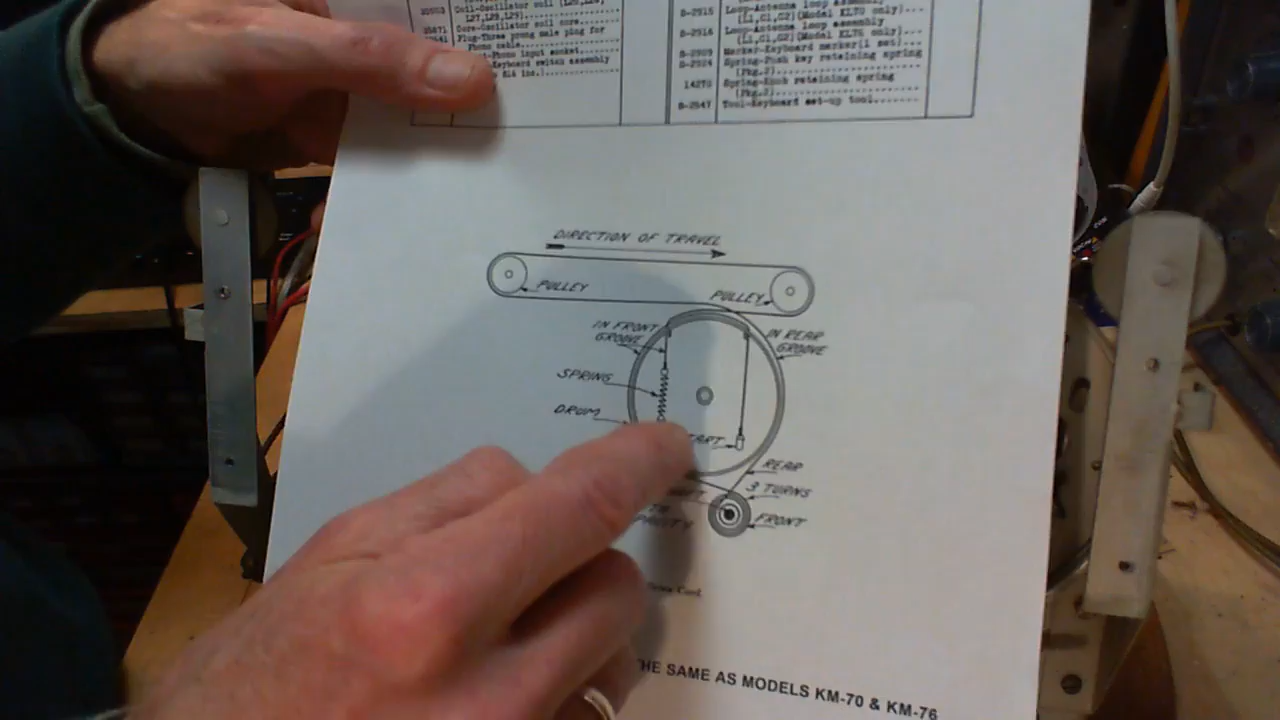 Coil-Oscillator coil (L26,L28,
L27,L28,L29).
Core-Oscillator coil core.
Plug-Three prong male plug for
Phono cable
-Phono input socket
Keyboard switch assembly
S-2915 Loop-Antenna loop assembly
(L1,C1,C2)(Model KL70 only)...
S-2916 Loop-Antenna loop assembly
(L1,C1,C2)(Model KL76 only)...
S-2909 Marker-Keyboard marker(1 set)
Spring-Push key retaining spring
(Pkg.2)
14270 Spring-Knob retaining spring
(Pkg.2)
S-2547 Tool-Keyboard set-up tool
DIRECTION OF TRAVEL
PULLEY
PULLEY
IN FRONT
GROOVE
IN REAR
GROOVE
SPRING
DRUM
REAR
3 TURNS
FRONT
Cord
HE SAME AS MODELS KM-70 & KM-76